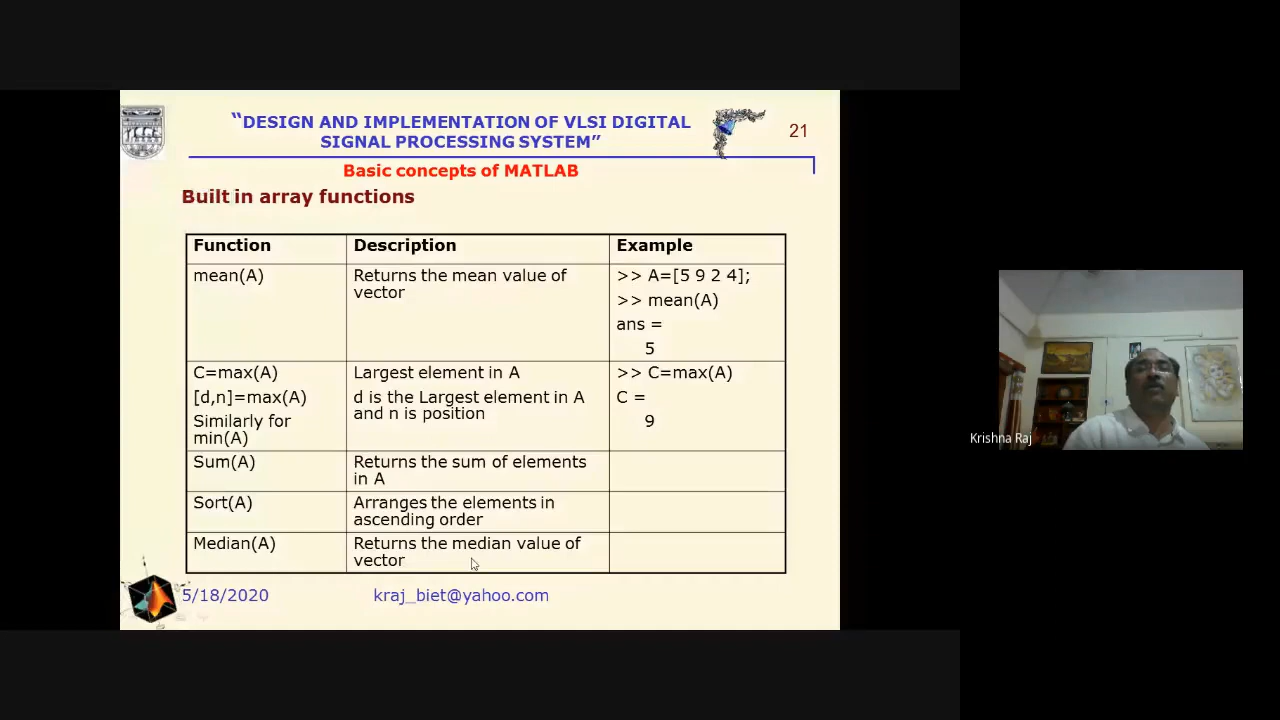 “DESIGN AND IMPLEMENTATION OF VLSI DIGITAL
SIGNAL PROCESSING SYSTEM”
21
Basic concepts of MATLAB
Built in array functions
Function Description Example
mean(A) Returns the mean value of
vector
>> A=[5 9 2 4];
>> mean(A)
ans =
5
C=max(A)
[d,n]=max(A)
Similarly for
min(A)
Largest element in A
d is the Largest element in A
and n is position
>> C=max(A)
C =
9
Sum(A) Returns the sum of elements
in A
Sort(A) Arranges the elements in
ascending order
Median(A) Returns the median value of
vector
5/18/2020 kraj_biet@yahoo.com
Krishna Raj